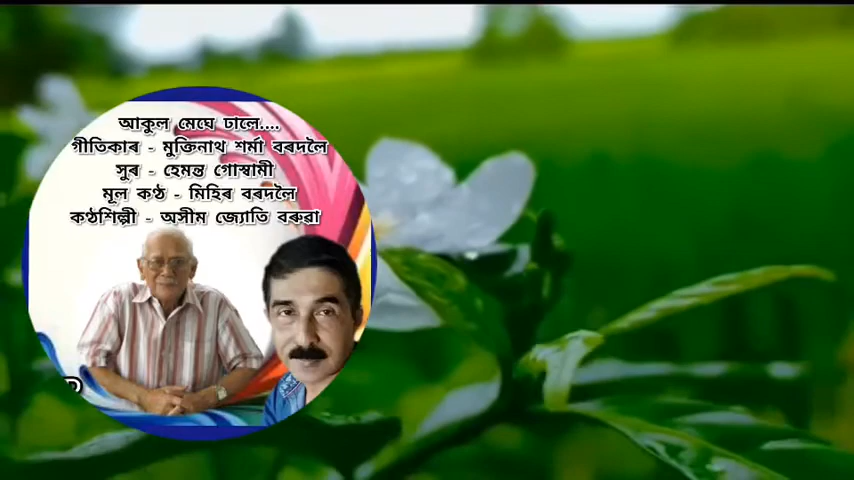 আকুল মেঘে ঢালে....
গীতিকাৰ - মুক্তিনাথ শৰ্মা বৰদলৈ
সুৰ - হেমন্ত গোস্বামী
মূল কণ্ঠ - মিহিৰ বৰদলৈ
কণ্ঠশিল্পী - অসীম জ্যোতি বৰুৱা